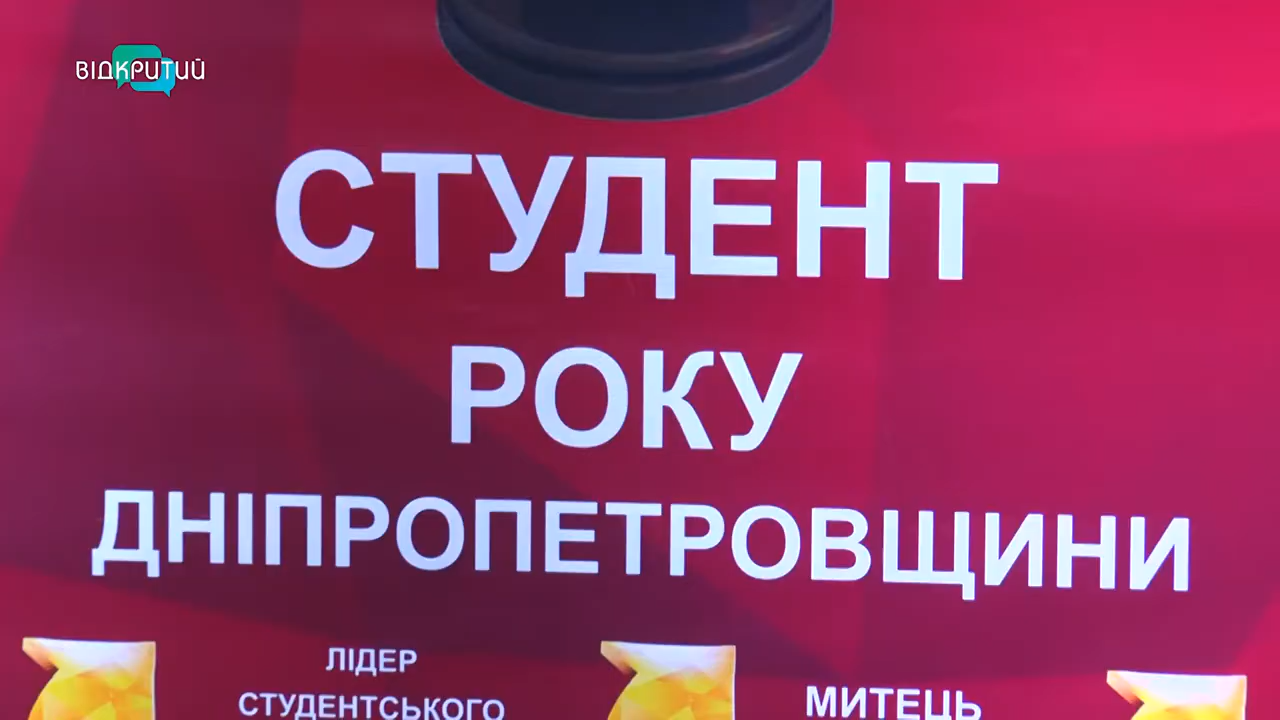 ВІДКРИТИЙ
СТУДЕНТ
РОКУ
ДНІПРОПЕТРОВЩИНИ
ЛІДЕР
СТУДЕНТСЬКОГО
МИТЕЦЬ